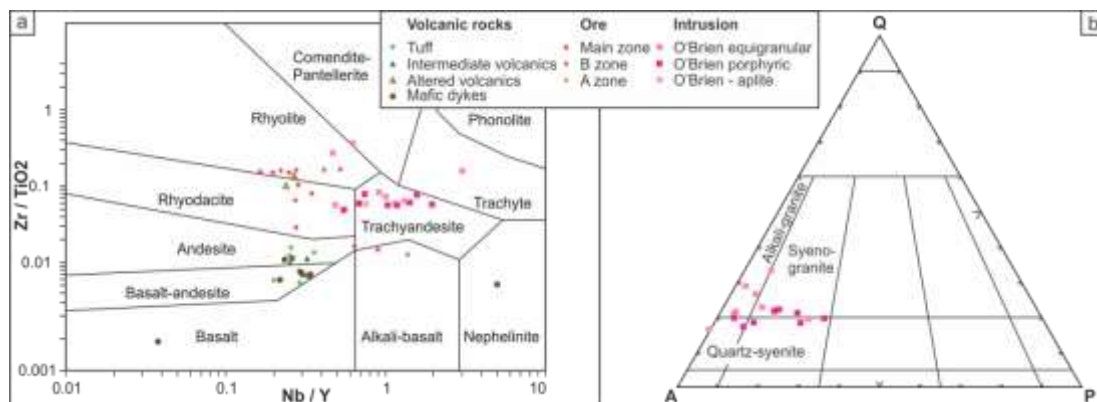 a
Volcanic rocks
Tuff
Intermediate volcanics
Altered volcanics
Mafic dykes
Ore
Main zone
B zone
A zone
Intrusion
O'Brien equigranular
O'Brien porphyric
O'Brien - aplite
Comendite-
Pantellerite
Rhyolite
Phonolite
Rhyodacite
Trachyte
Trachyandesite
Andesite
Basalt-andesite
Basalt
Alkali-basalt
Nephelinite
Zr / TiO2
1
0.1
0.01
0.001
0.01
0.1
1
10
Nb / Y
b
Q
Alkali-granite
Syeno-
granite
Quartz-syenite
A
P